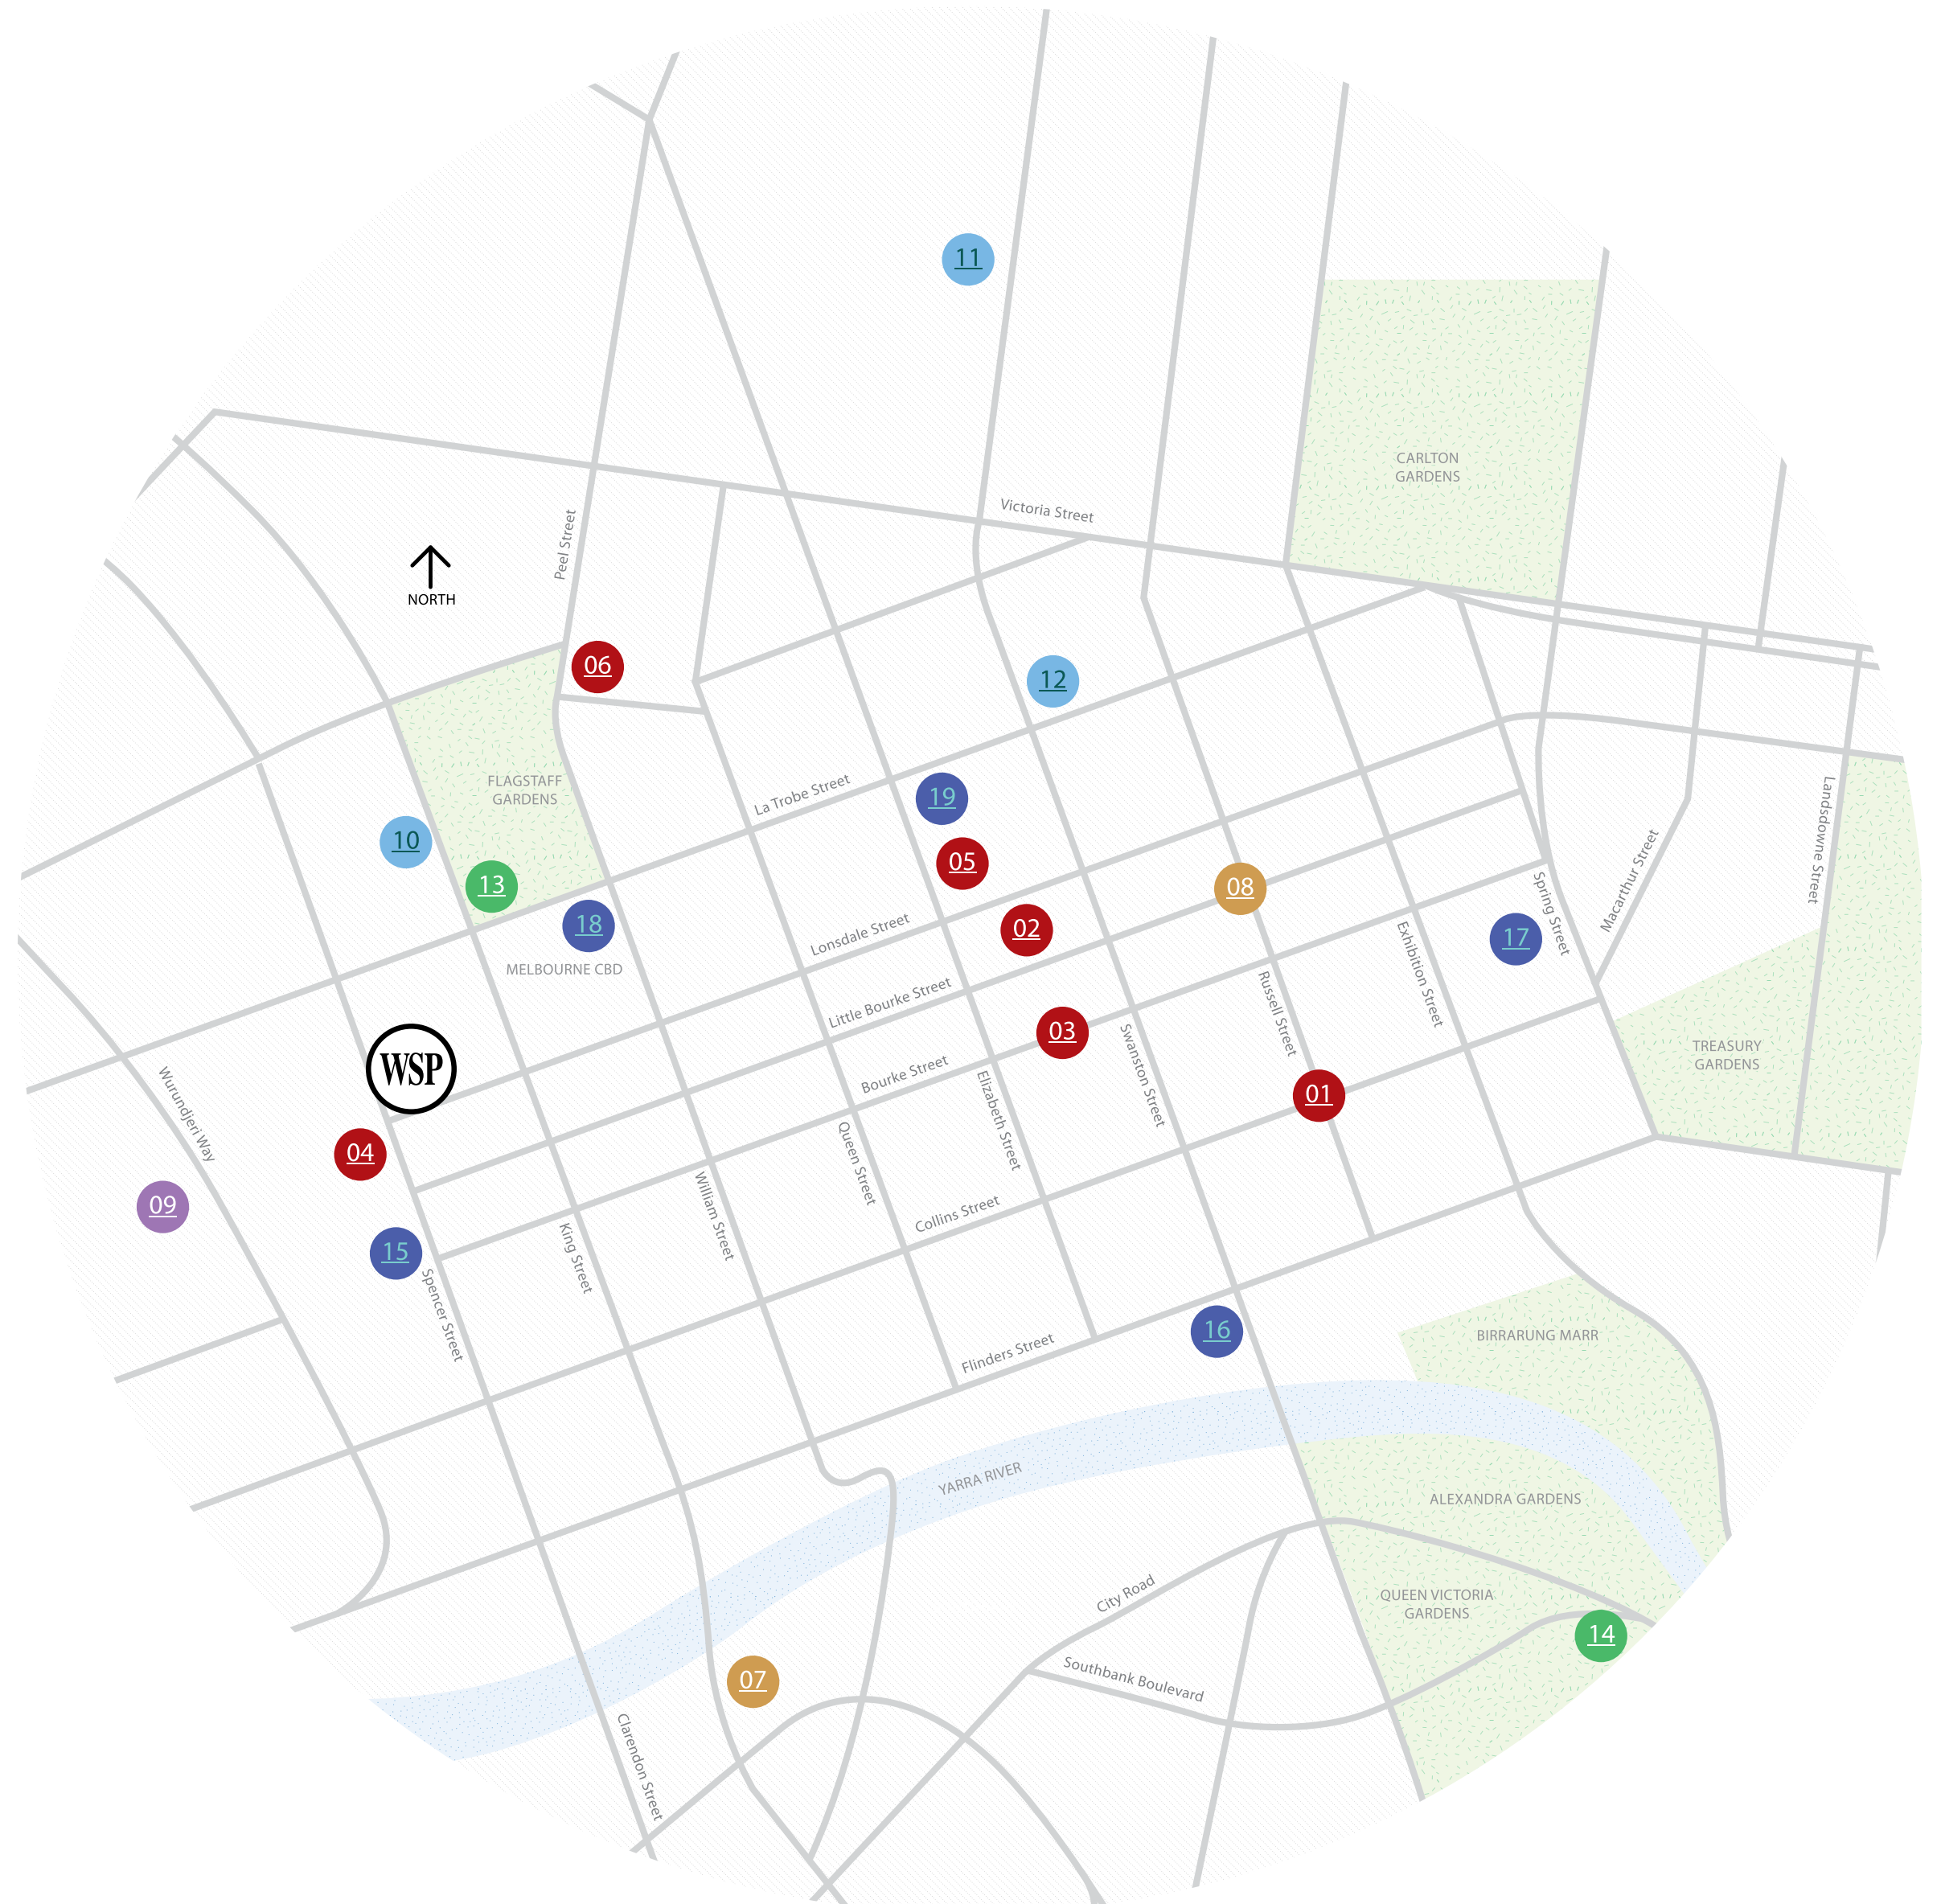 11
CARLTON
GARDENS
Victoria Street
Peel Street
NORTH
06
12
FLAGSTAFF
GARDENS
La Trobe Street
19
10
05
13
08
18
Landsdowne Street
Macarthur Street
Spring Street
02
Lonsdale Street
17
MELBOURNE CBD
Exhibition Street
Little Bourke Street
Russell Street
03
TREASURY
GARDENS
WSP
Bourke Street
Swanston Street
Elizabeth Street
01
Wurundjeri Way
04
Queen Street
09
William Street
Collins Street
15
King Street
Spencer Street
16
Flinders Street
BIRRARUNG MARR
YARRA RIVER
ALEXANDRA GARDENS
City Road
QUEEN VICTORIA
GARDENS
14
07
Southbank Boulevard
Clarendon Street